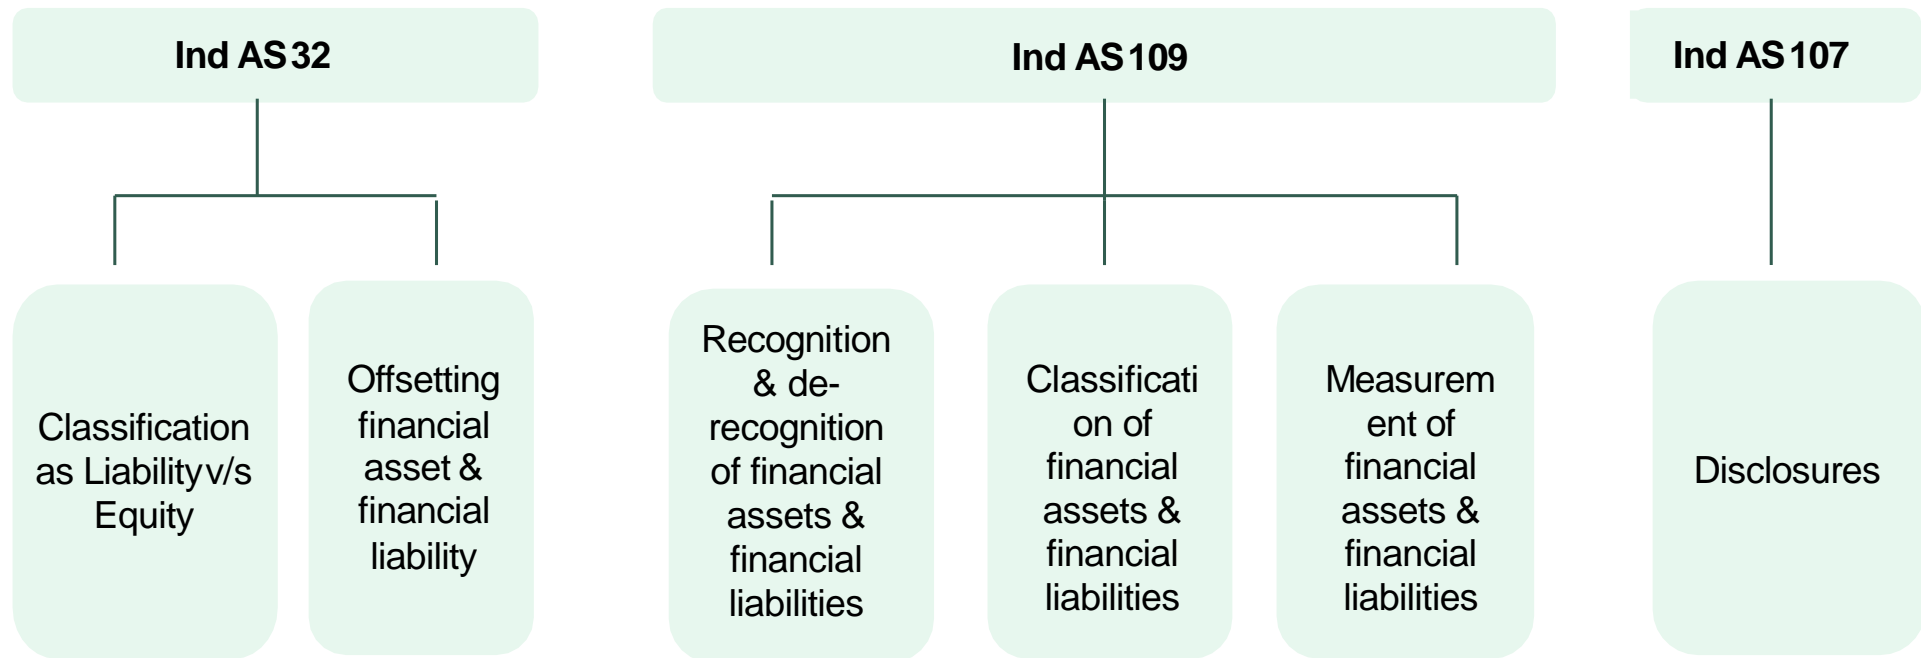 Ind AS 32
Ind AS 109
Ind AS 107
Classification
as Liability v/s
Equity
Offsetting
financial
asset &
financial
liability
Recognition
& de-
recognition
of financial
assets &
financial
liabilities
Classificati
on of
financial
assets &
financial
liabilities
Measurem
ent of
financial
assets &
financial
liabilities
Disclosures